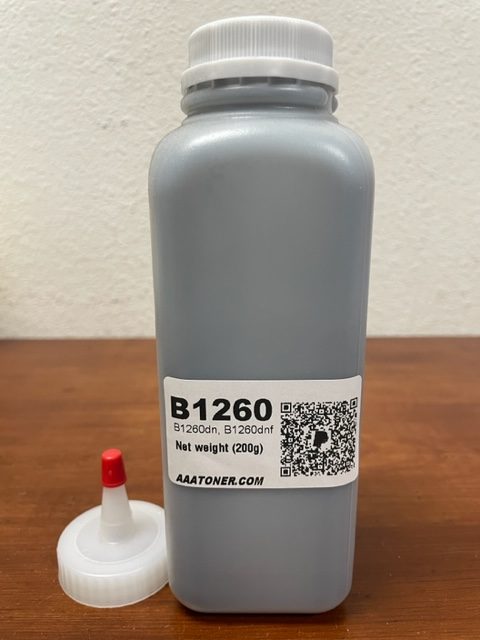 B1260
B1260dn, B1260dnf
Net weight (200g)
AAATONER.COM